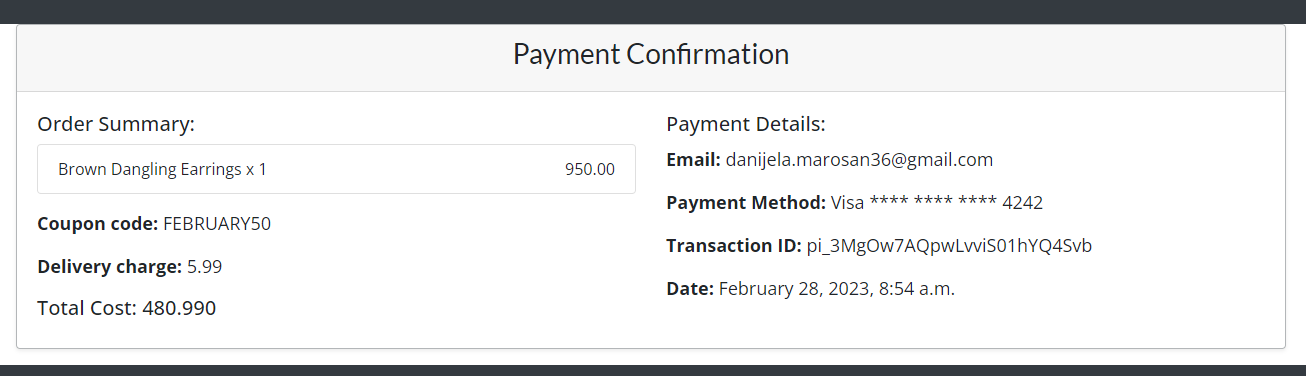 Payment Confirmation
Order Summary:
Brown Dangling Earrings x 1 950.00
Coupon code: FEBRUARY50
Delivery charge: 5.99
Total Cost: 480.990
Payment Details:
Email: danijela.marosan36@gmail.com
Payment Method: Visa **** **** **** 4242
Transaction ID: pi_3MgOw7AQpwLvviS01hYQ4Svb
Date: February 28, 2023, 8:54 a.m.